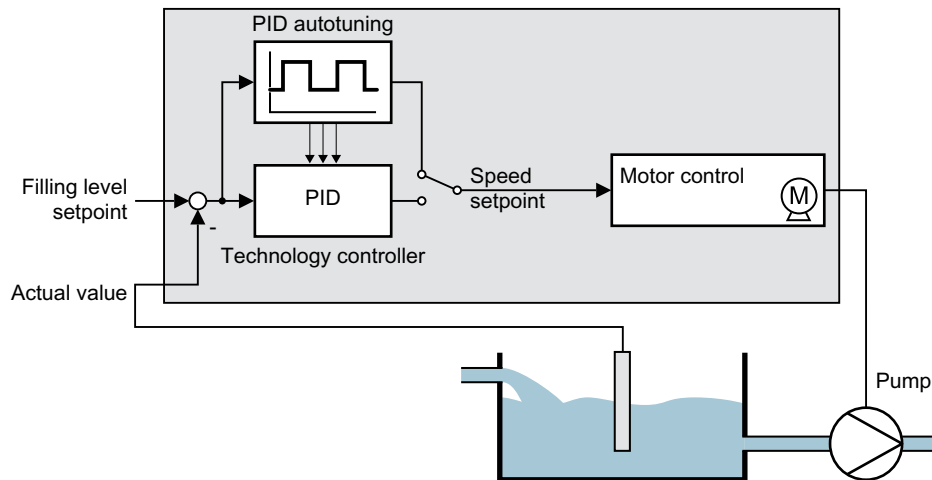 PID autotuning
Filling level
setpoint
PID
Speed
setpoint
Motor control
M
-
Technology controller
Actual value
Pump